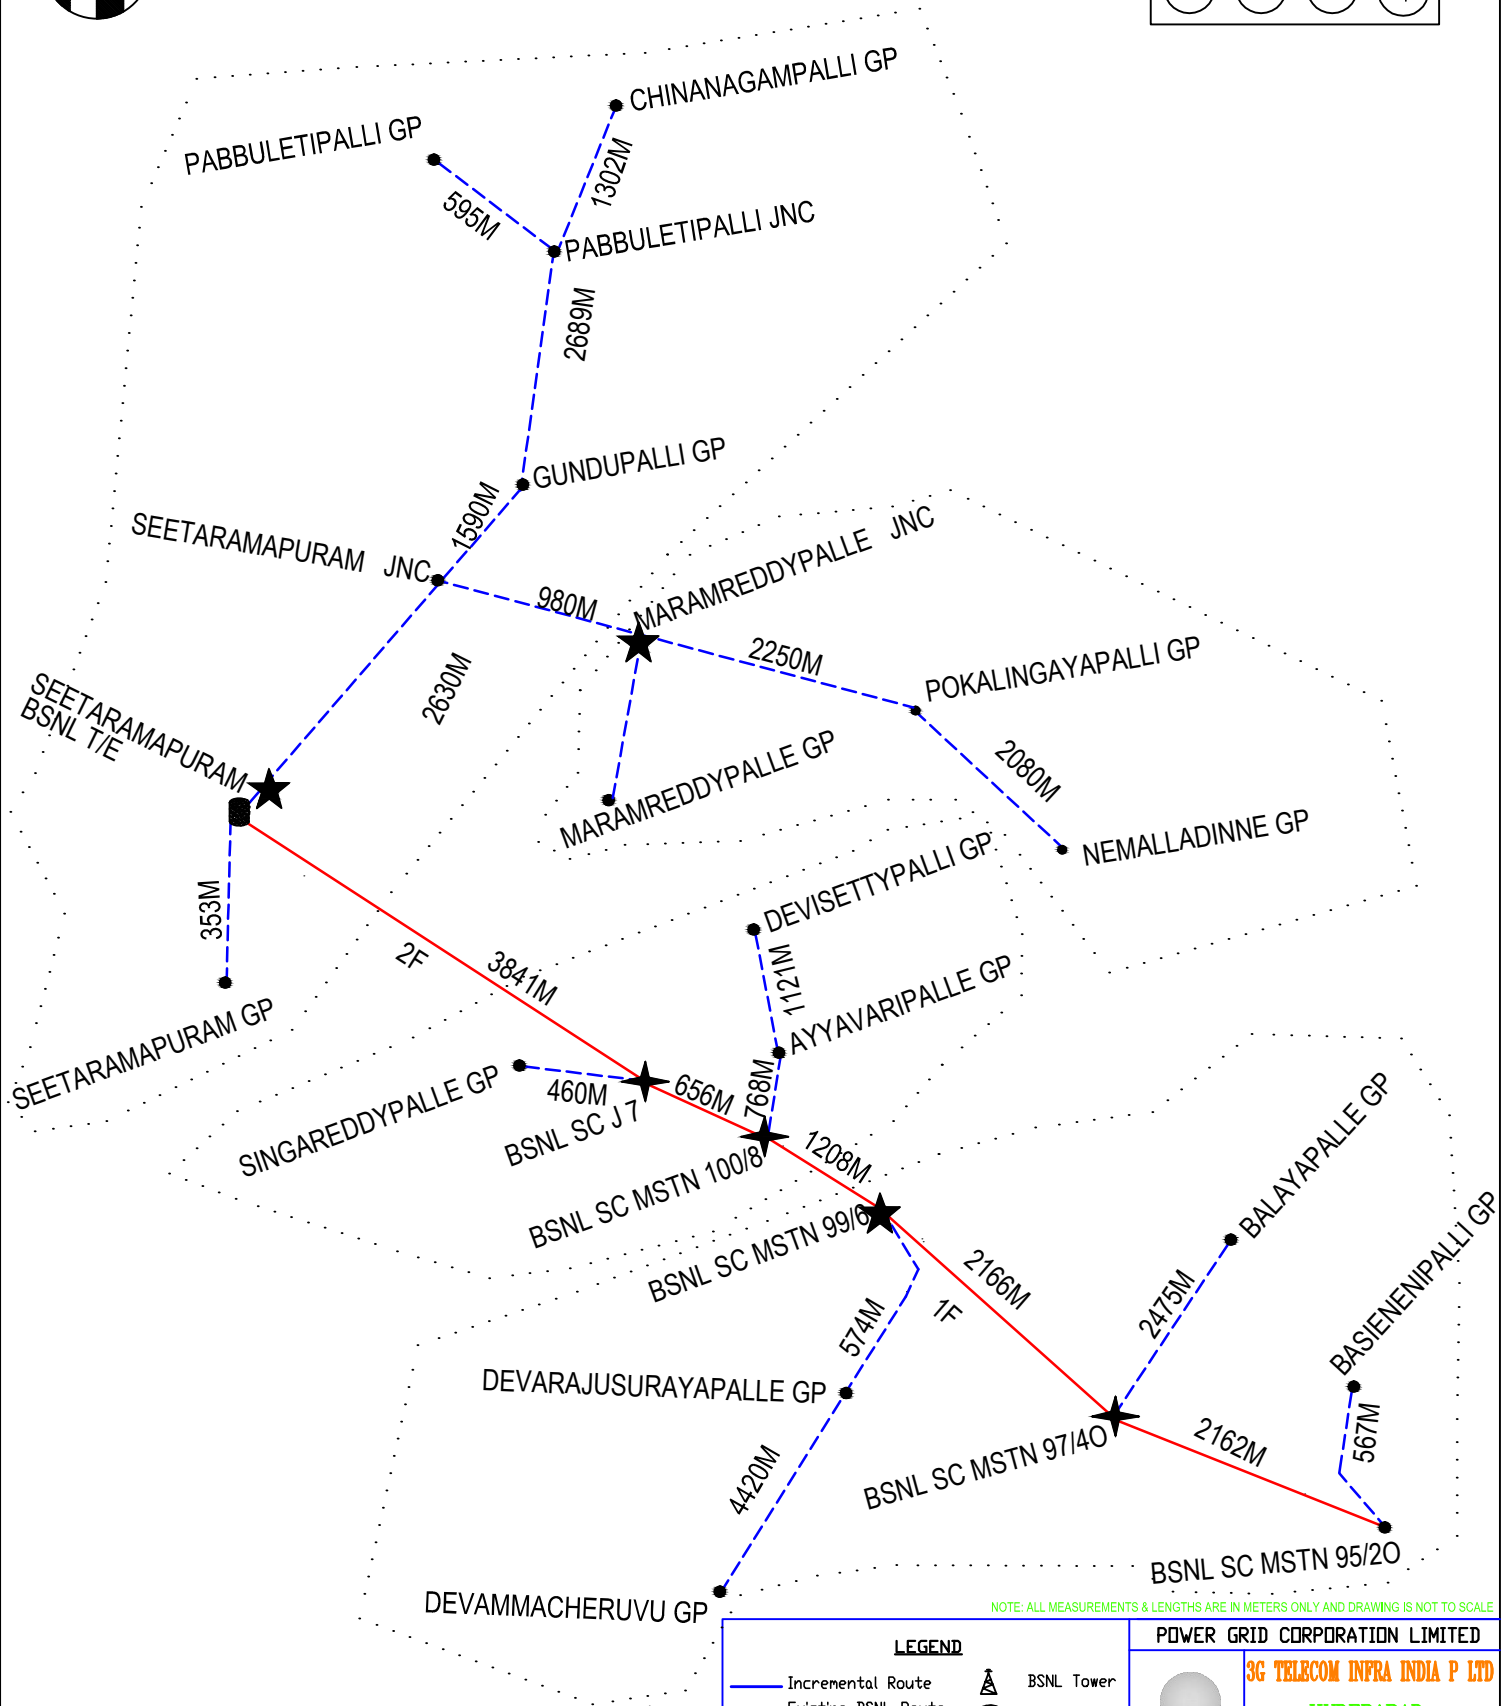 CHINANAGAMPALLI GP
PABBULETIPALLI GP
1302M
595M
PABBULETIPALLI JNC
2689M
GUNDUPALLI GP
1590M
SEETARAMAPURAM JNC
MARAMREDDYPALLE JNC
980M
2250M
POKALINGAYAPALLI GP
2630M
SEETARAMAPURAM
BSNL T/E
2080M
MARAMREDDYPALLE GP
NEMALLADINNE GP
DEVISETTYPALLI GP
353M
2F
3841M
1121M
AYYAVARIPALLE GP
SEETARAMAPURAM GP
SINGAREDDYPALLE GP
460M
656M
768M
BSNL SC J 7
1208M
BSNL SC MSTN 100/8
BSNL SC MSTN 99/6
BALAYAPALLE GP
2166M
1F
2475M
BASIENENIPALLI GP
574M
DEVARAJUSURAYAPALLE GP
567M
2162M
BSNL SC MSTN 97/4O
4420M
BSNL SC MSTN 95/2O
DEVAMMACHERUVU GP
NOTE: ALL MEASUREMENTS & LENGTHS ARE IN METERS ONLY AND DRAWING IS NOT TO SCALE
LEGEND
POWER GRID CORPORATION LIMITED
Incremental Route
BSNL Tower
3G TELECOM INFRA INDIA P LTD